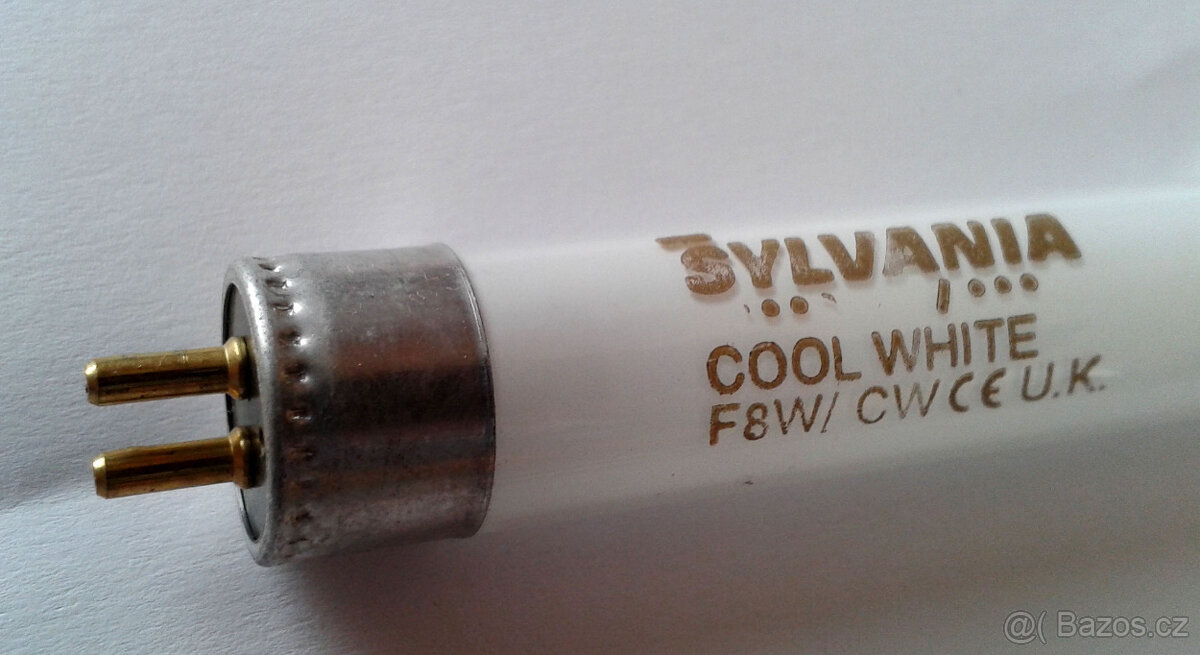 SYLVANIA
COOL WHITE
F8W/ CW CE U.K.
@( Bazos.cz